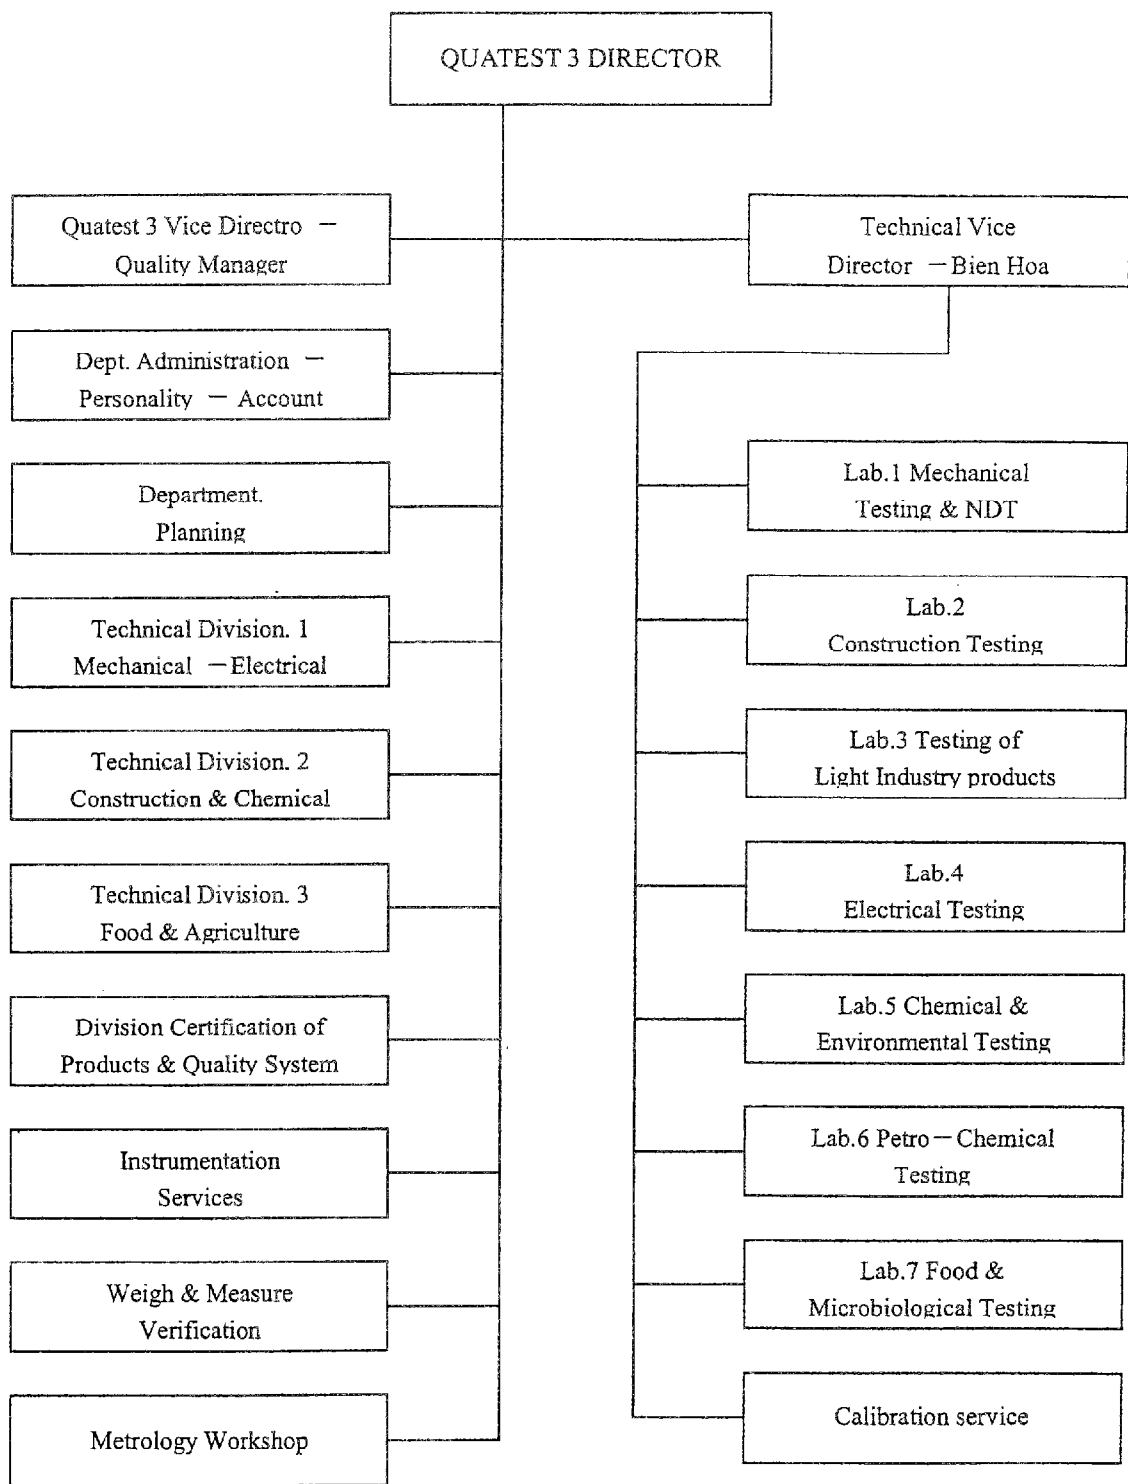 QUATEST 3 DIRECTOR
Quatest 3 Vice Directro －
Quality Manager
Technical Vice
Director －Bien Hoa
Dept. Administration －
Personality － Account
Department.
Planning
Technical Division. 1
Mechanical －Electrical
Technical Division. 2
Construction & Chemical
Technical Division. 3
Food & Agriculture
Division Certification of
Products & Quality System
Instrumentation
Services
Weigh & Measure
Verification
Metrology Workshop
Lab.1 Mechanical
Testing & NDT
Lab.2
Construction Testing
Lab.3 Testing of
Light Industry products
Lab.4
Electrical Testing
Lab.5 Chemical &
Environmental Testing
Lab.6 Petro－Chemical
Testing
Lab.7 Food &
Microbiological Testing
Calibration service